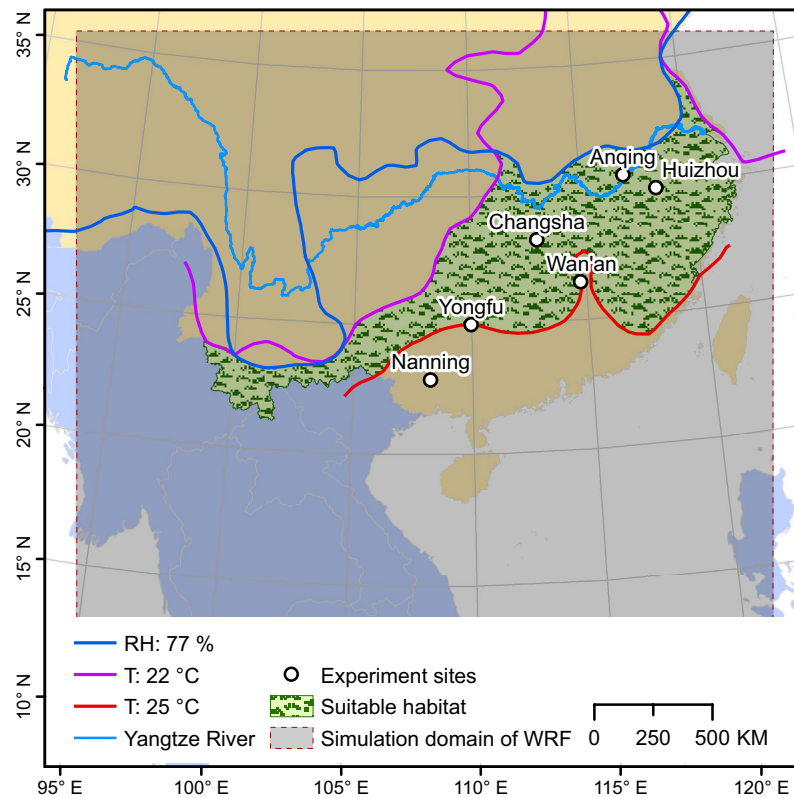 35° N
30° N
25° N
20° N
15° N
10° N
Anqing
Huizhou
Changsha
Wan'an
Yongfu
Nanning
RH: 77 %
T: 22 °C
T: 25 °C
Yangtze River
Experiment sites
Suitable habitat
Simulation domain of WRF
0 250 500 KM
95° E 100° E 105° E 110° E 115° E 120° E